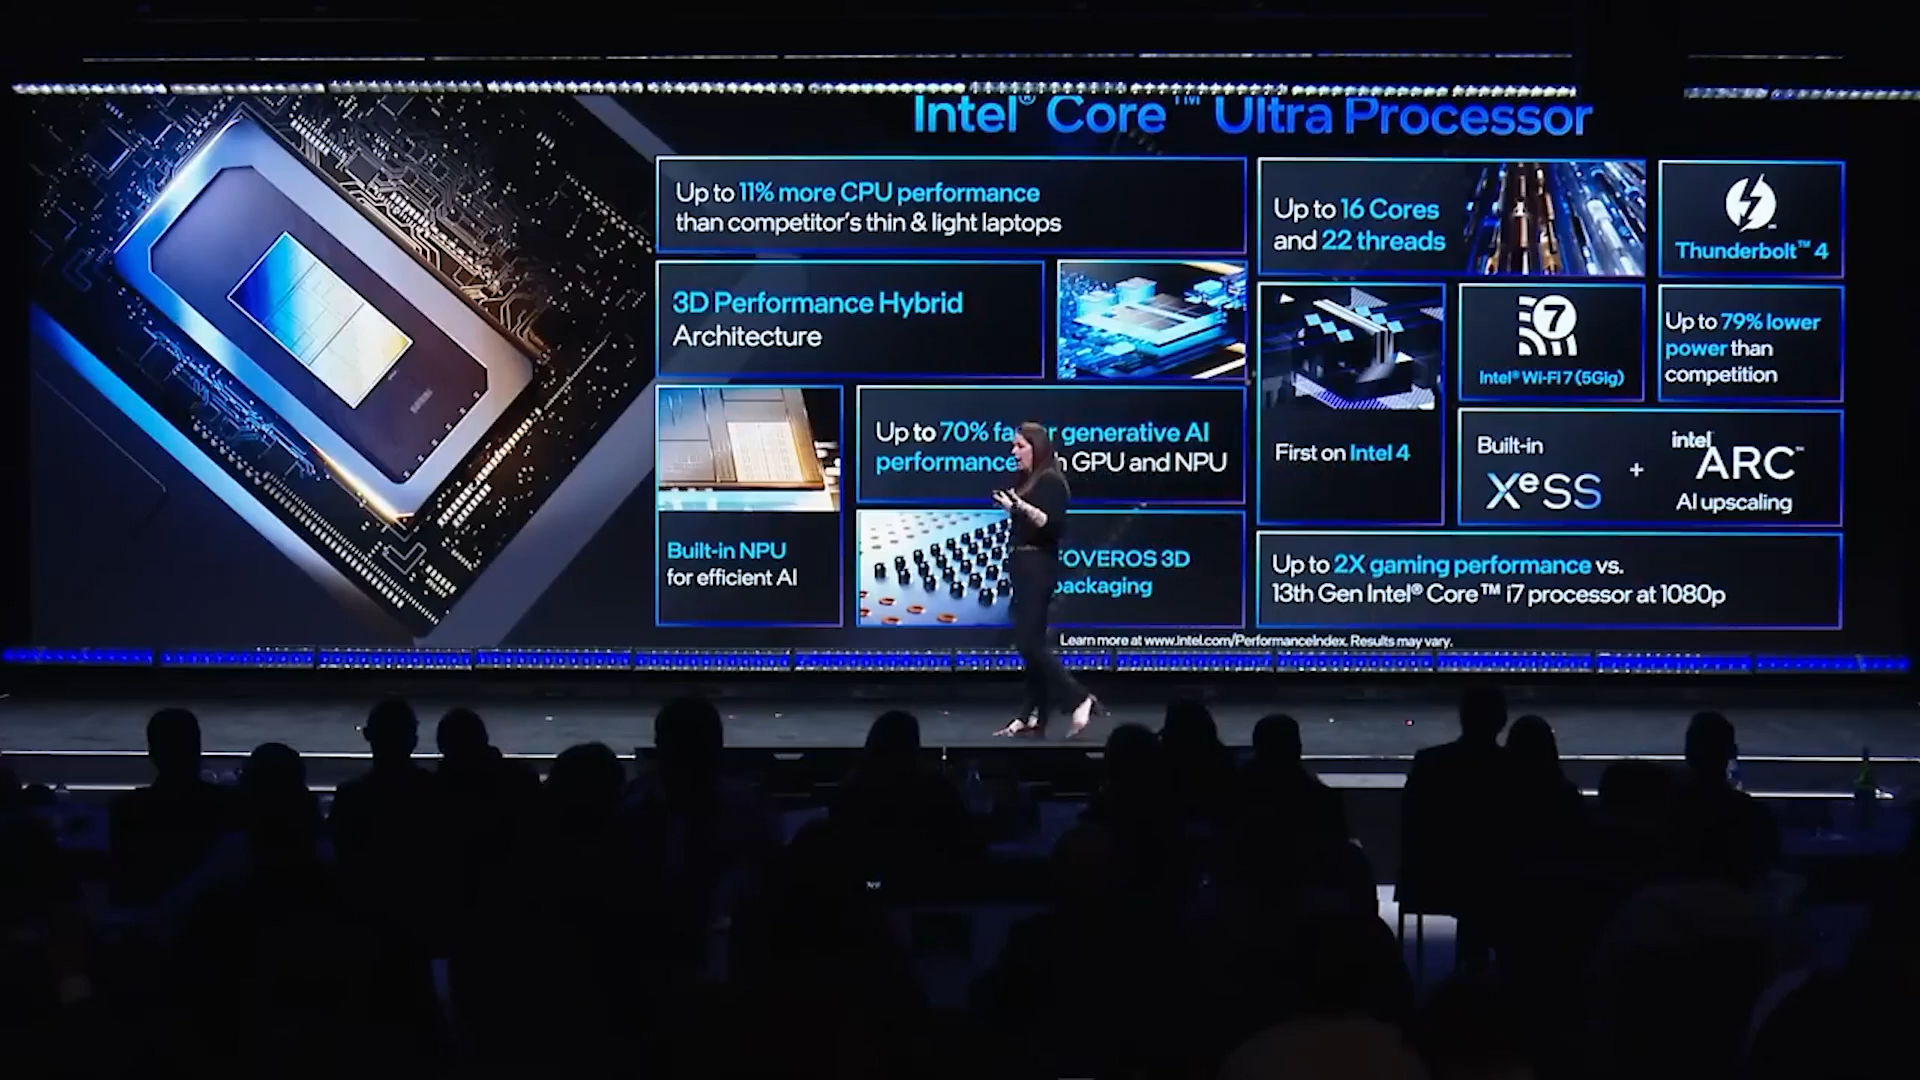 Intel® Core™ Ultra Processor
Up to 11% more CPU performance
than competitor's thin & light laptops
Up to 16 Cores
and 22 threads
Thunderbolt™ 4
3D Performance Hybrid
Architecture
First on Intel 4
7
Intel® Wi-Fi 7 (5Gig)
Up to 79% lower
power than
competition
Built-in NPU
for efficient AI
Up to 70% generative AI
performance GPU and NPU
Built-in
XeSS
+
intel
ARC™
AI upscaling
OVEROS 3D
ackaging
Up to 2X gaming performance vs.
13th Gen Intel® Core™ i7 processor at 1080p
Learn more at www.Intel.com/PerformanceIndex. Results may vary.